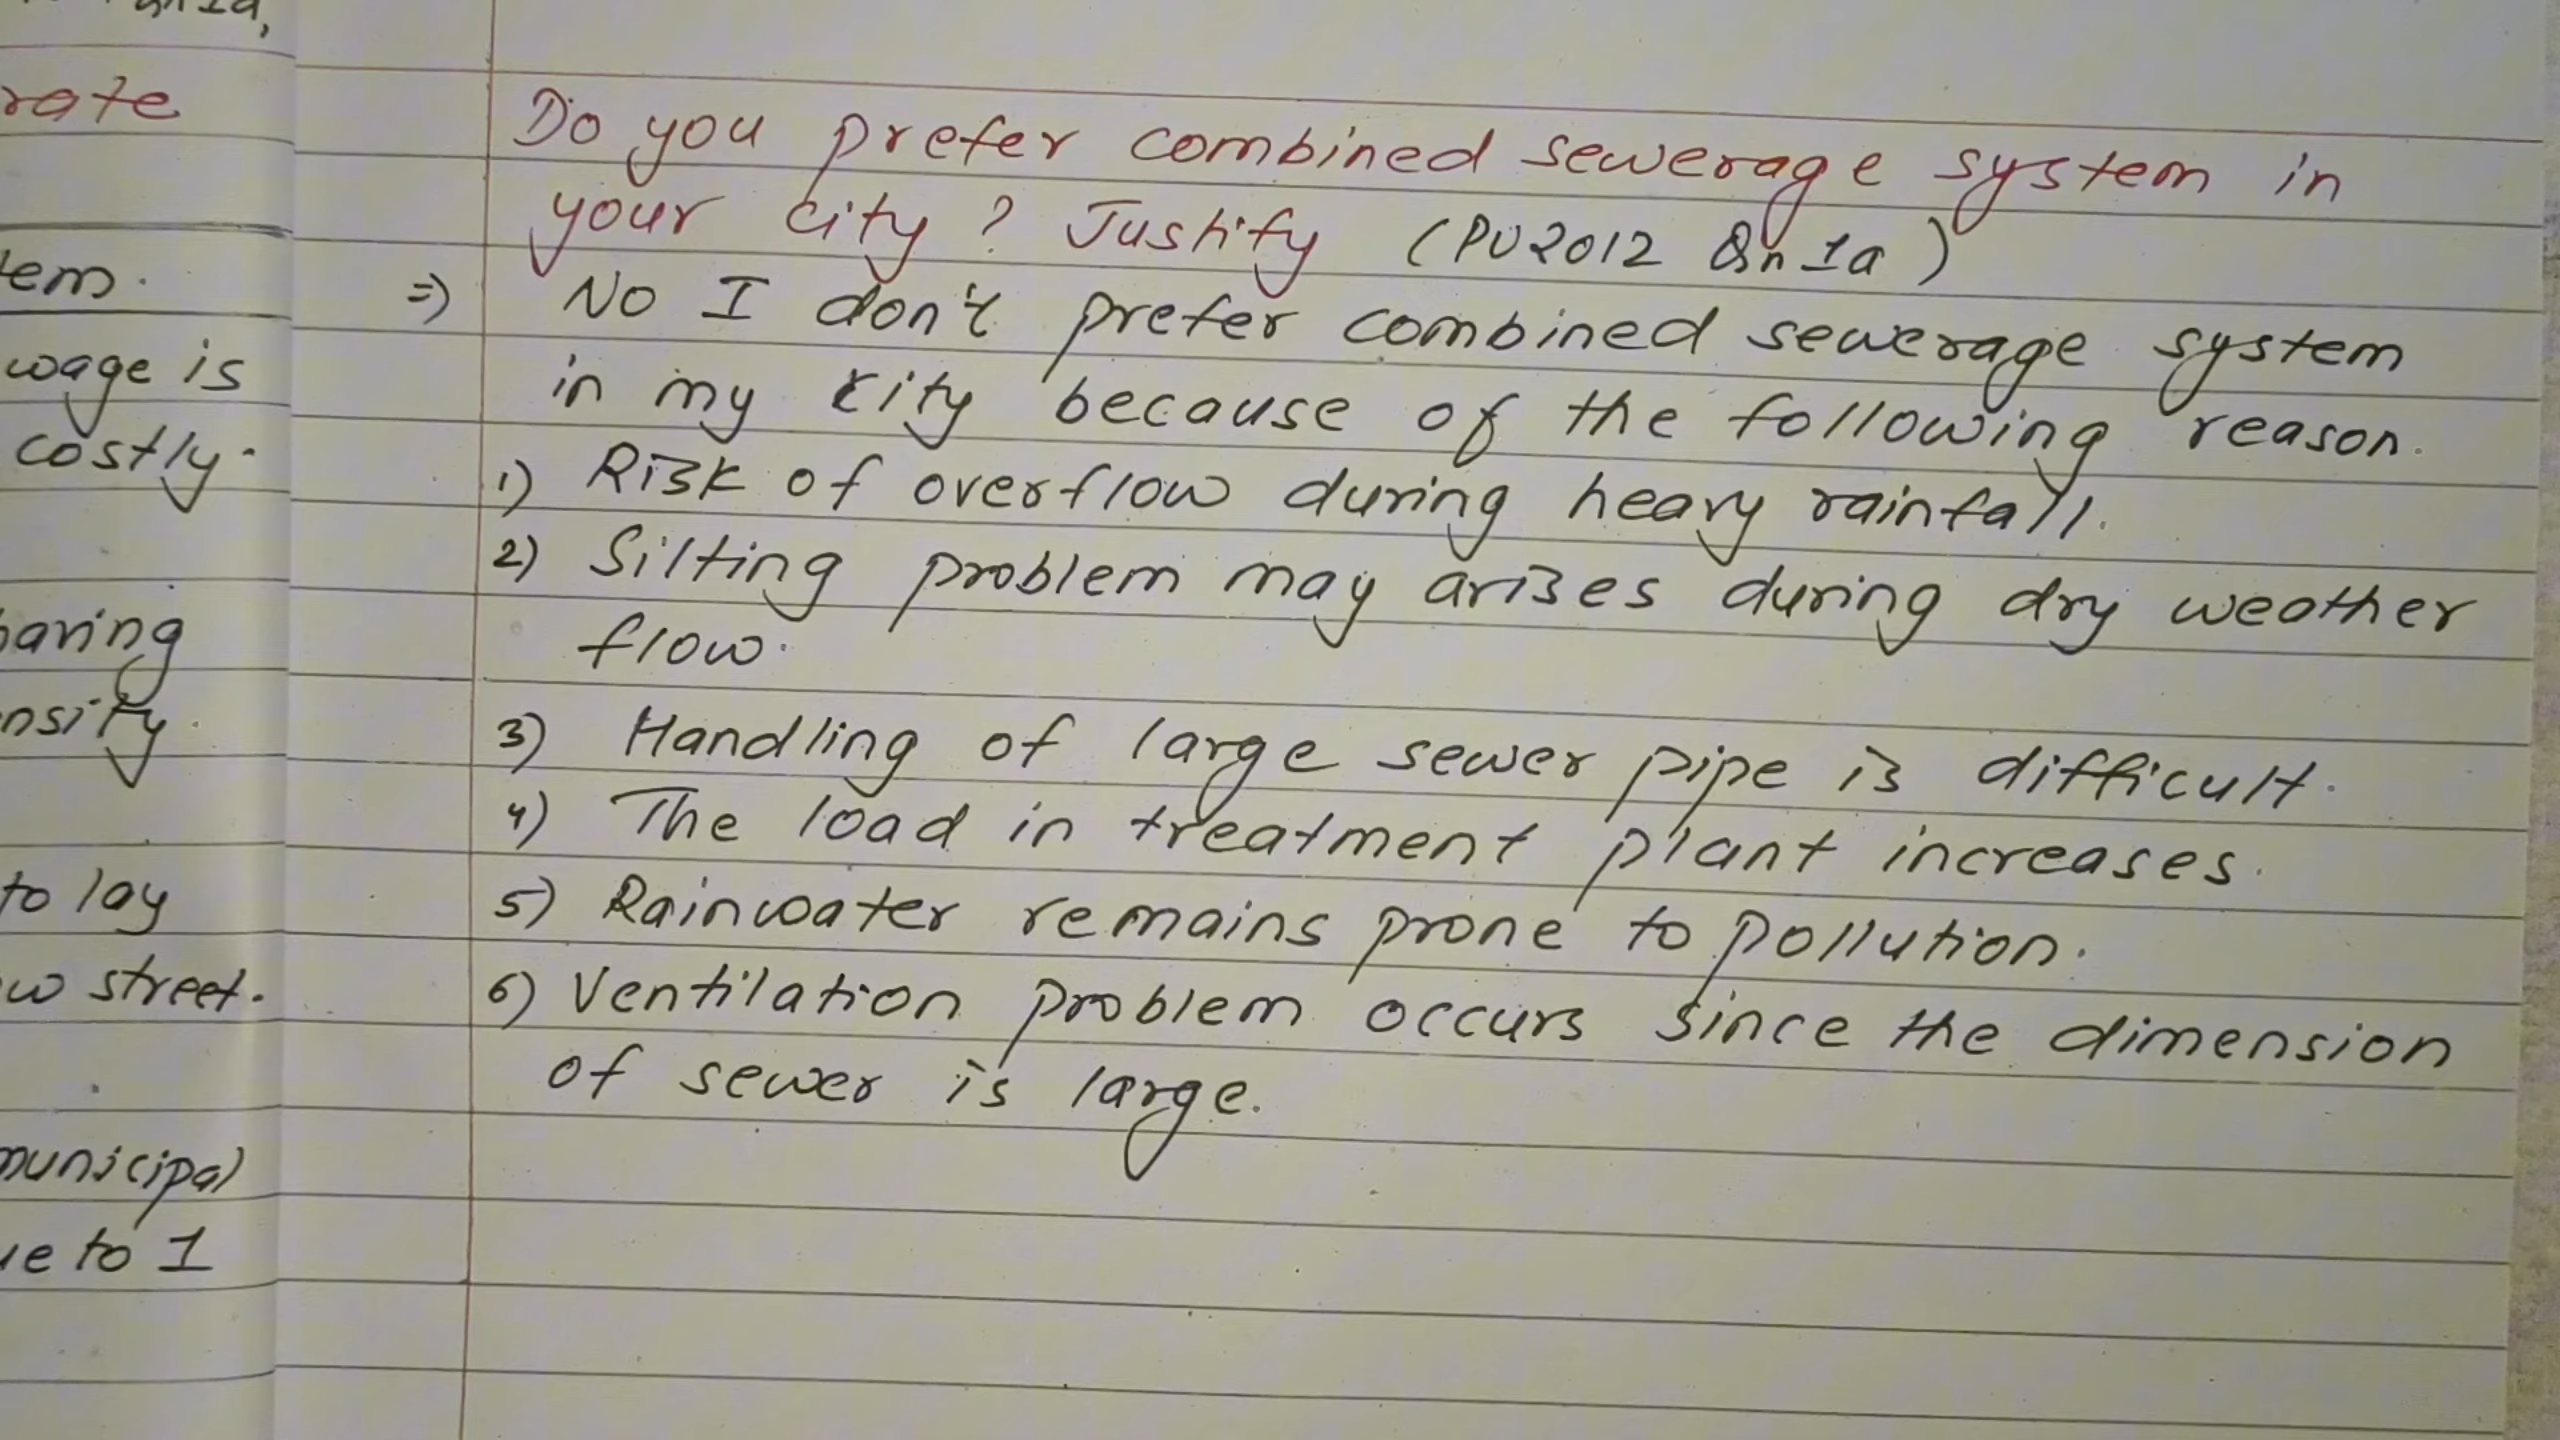 rate
em.
wage is
costly.
having
nsity.
to lay
w street.
municipal
ue to 1
Do you prefer combined sewerage system in
your city? Justify (PU2012 Qn 1a)
=) No I don't prefer combined sewerage system
in my city because of the following reason.
1) Risk of overflow during heavy rainfall.
2) Silting problem may arises during dry weather
flow.
3) Handling of large sewer pipe is difficult.
4) The load in treatment plant increases.
5) Rainwater remains prone to pollution.
6) Ventilation problem occurs since the dimension
of sewer is large.